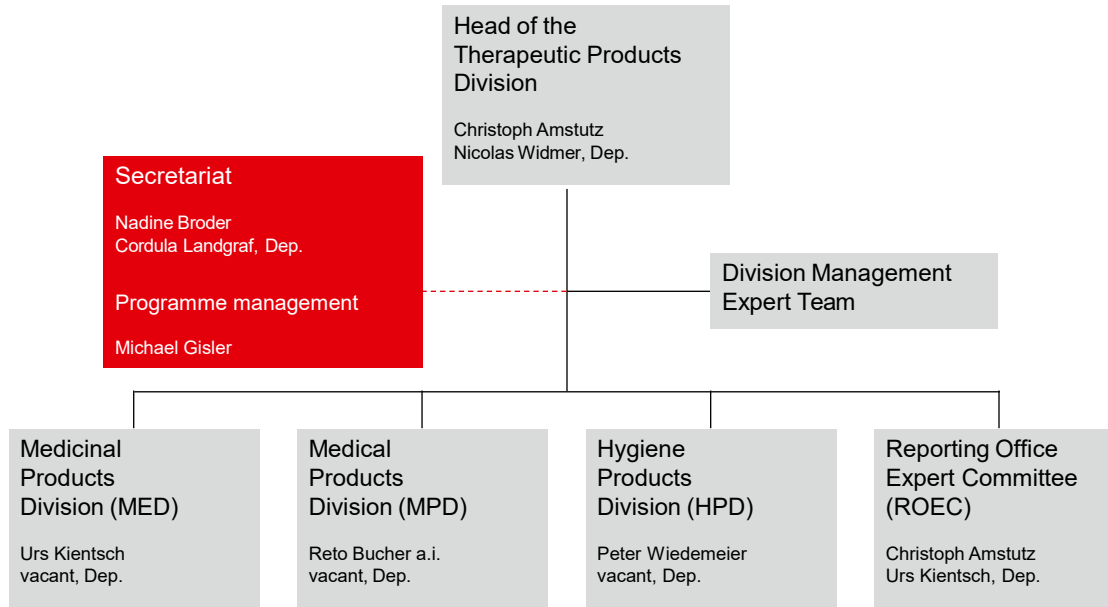 Head of the
Therapeutic Products
Division
Christoph Amstutz
Nicolas Widmer, Dep.
Secretariat
Nadine Broder
Cordula Landgraf, Dep.
Programme management
Michael Gisler
Division Management
Expert Team
Medicinal
Products
Division (MED)
Urs Kientsch
vacant, Dep.
Medical
Products
Division (MPD)
Reto Bucher a.i.
vacant, Dep.
Hygiene
Products
Division (HPD)
Peter Wiedemeier
vacant, Dep.
Reporting Office
Expert Committee
(ROEC)
Christoph Amstutz
Urs Kientsch, Dep.